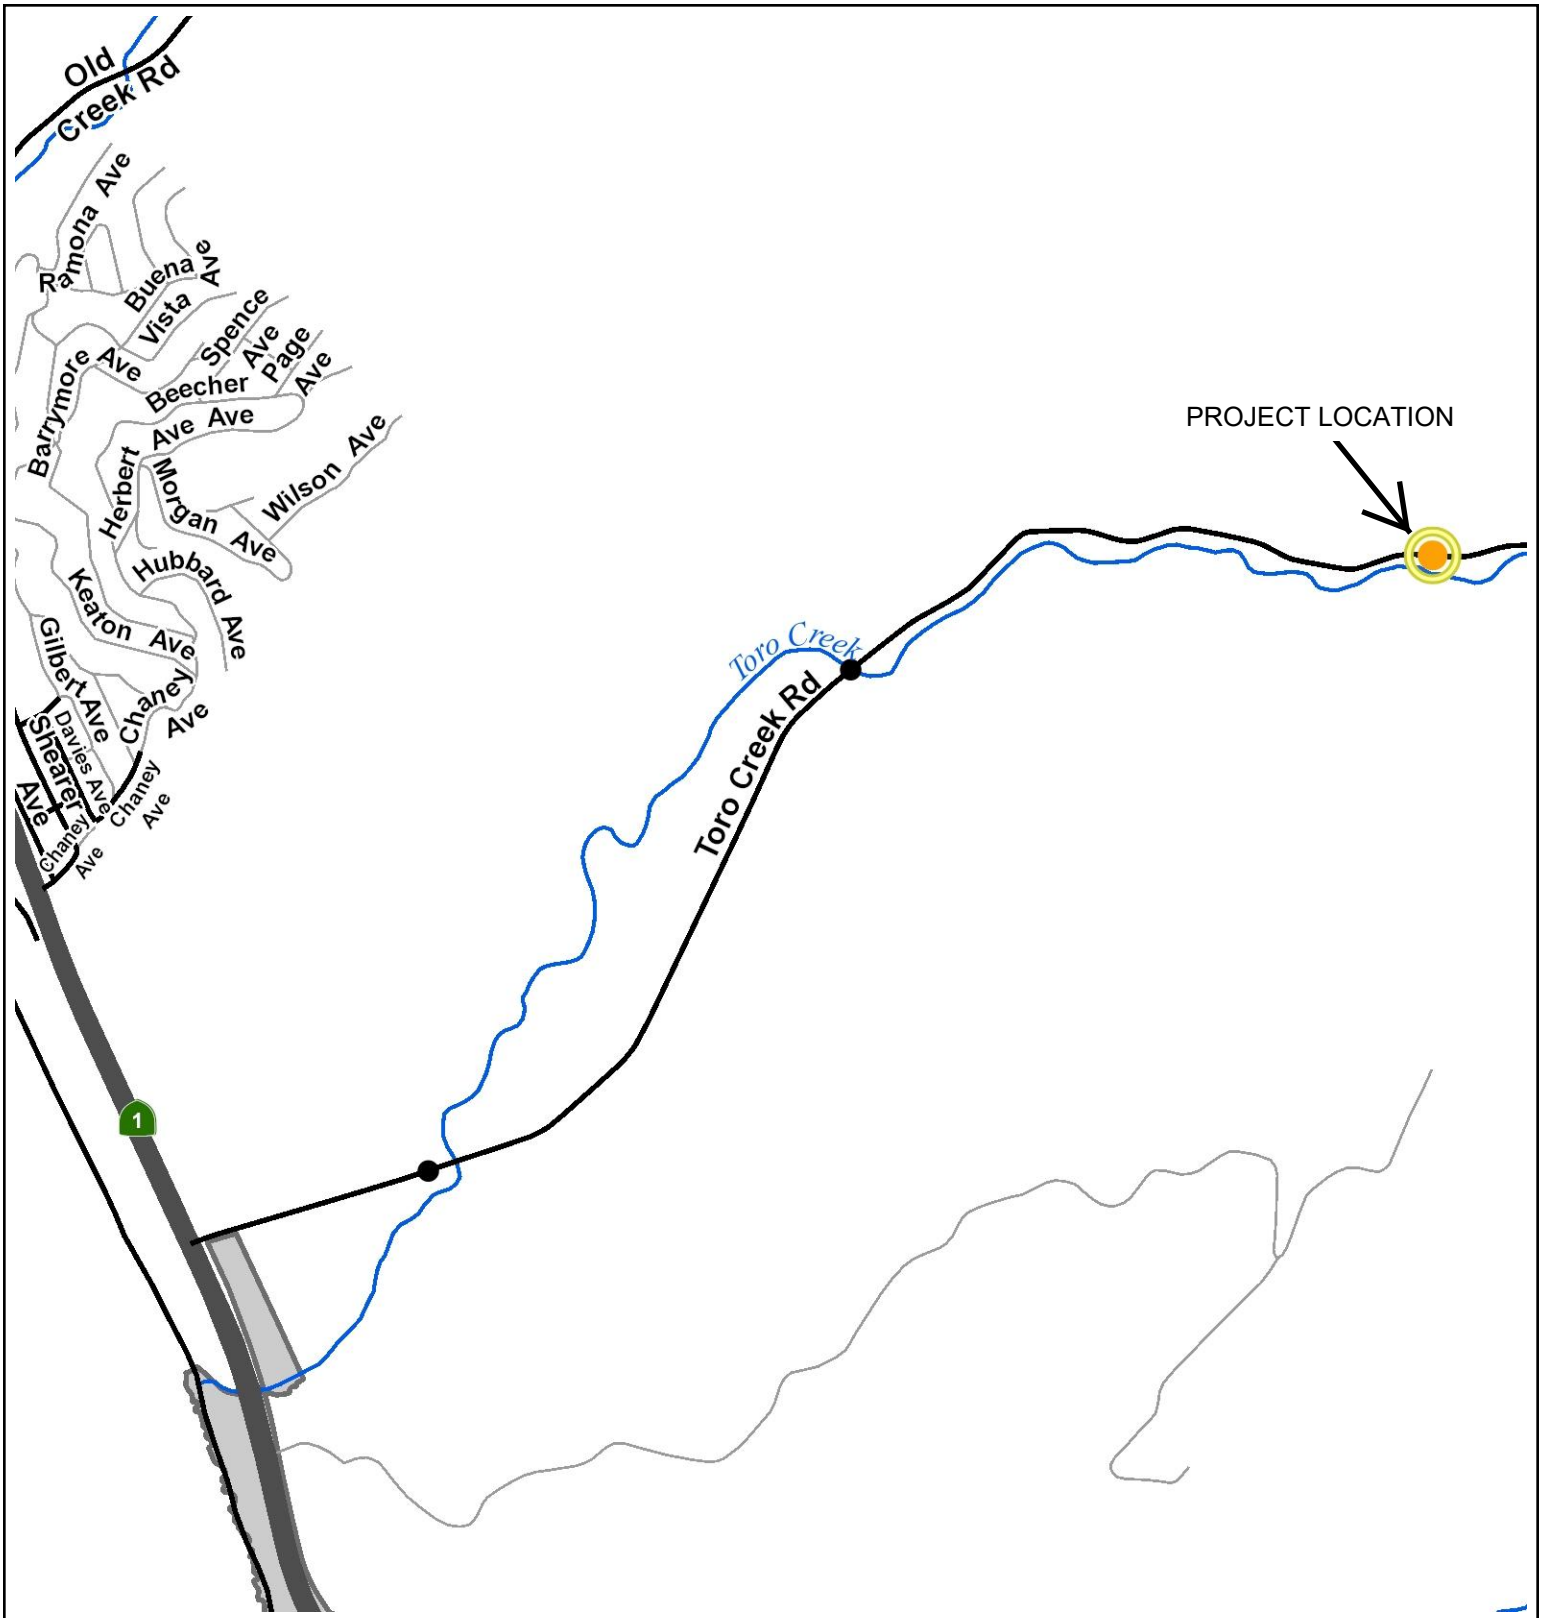 Old
Creek Rd
Ramona Ave
Buena
Vista
Ave
Spence
Ave
Page
Ave
Barrymore Ave
Beecher
Ave
Herbert Ave
Morgan Ave
Wilson Ave
Hubbard Ave
Keaton Ave
Gilbert Ave
Chaney
Ave
Shearer
Ave
Davies Ave
Chaney
Ave
Chaney
Ave
PROJECT LOCATION
Toro Creek
Toro Creek Rd
1